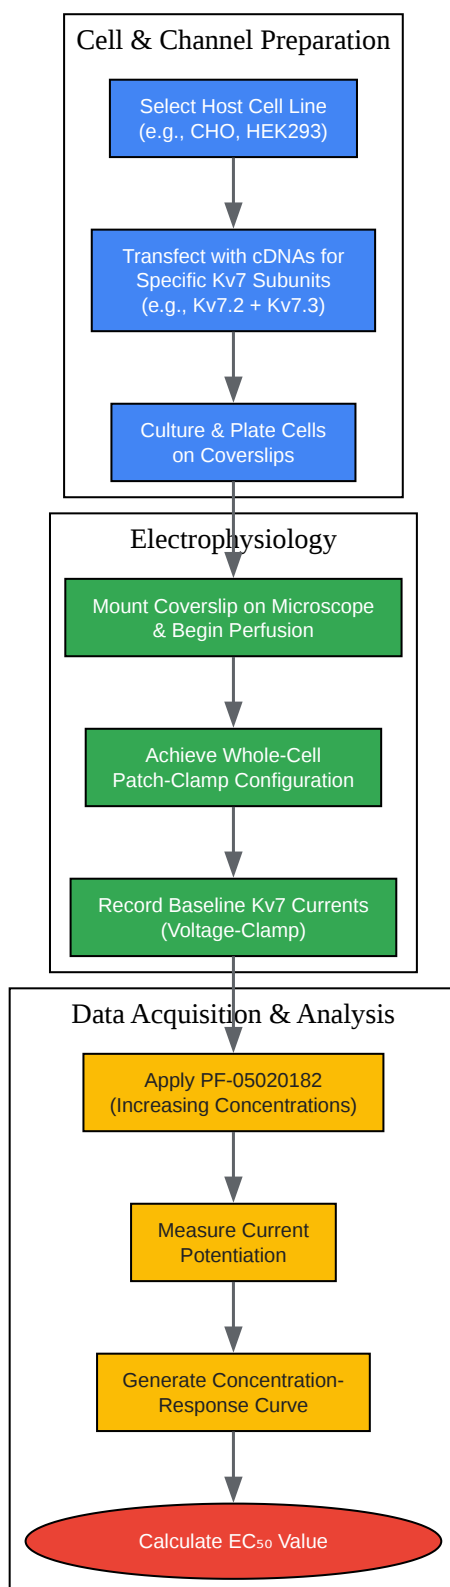 Cell & Channel Preparation
Select Host Cell Line
(e.g., CHO, HEK293)
Transfect with cDNAs for
Specific Kv7 Subunits
(e.g., Kv7.2 + Kv7.3)
Culture & Plate Cells
on Coverslips
Electrophysiology
Mount Coverslip on Microscope
& Begin Perfusion
Achieve Whole-Cell
Patch-Clamp Configuration
Record Baseline Kv7 Currents
(Voltage-Clamp)
Data Acquisition & Analysis
Apply PF-05020182
(Increasing Concentrations)
Measure Current
Potentiation
Generate Concentration-
Response Curve
Calculate EC₅₀ Value